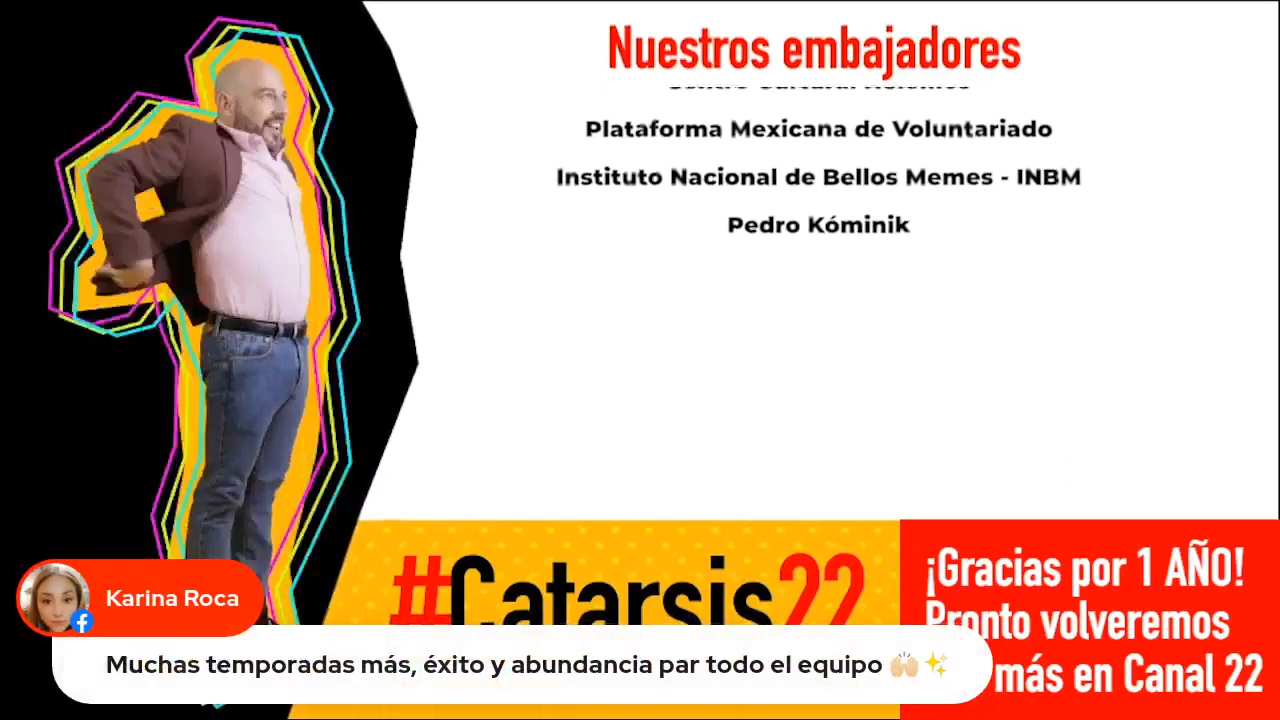 Nuestros embajadores
Plataforma Mexicana de Voluntariado
Instituto Nacional de Bellos Memes - INBM
Pedro Kóminik
#Catarsis22
¡Gracias por 1 AÑO!
Pronto volveremos
más en Canal 22
Karina Roca
Muchas temporadas más, éxito y abundancia par todo el equipo 🙌🏻✨